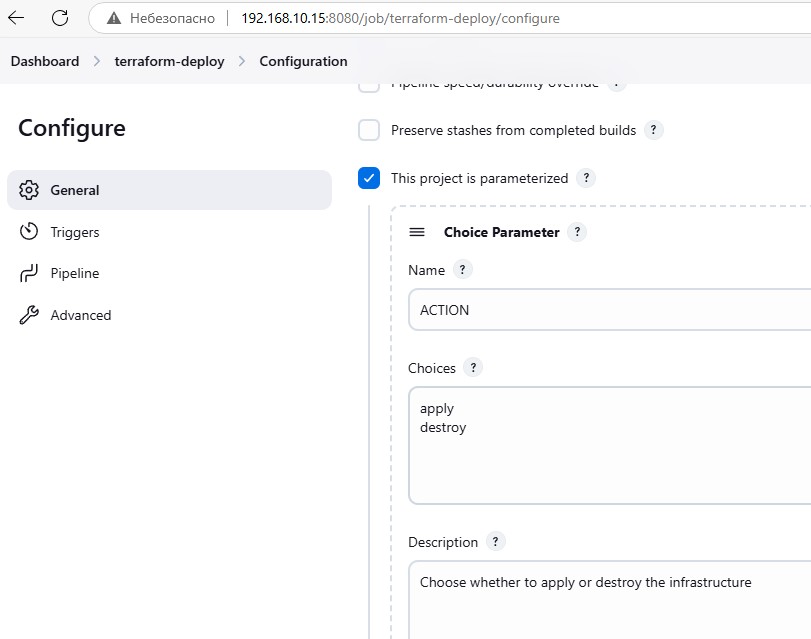 Небезопасно 192.168.10.15:8080/job/terraform-deploy/configure
Dashboard > terraform-deploy > Configuration
Pipeline speed/durability override ?
Configure
Preserve stashes from completed builds ?
This project is parameterized ?
General
Triggers
Pipeline
Advanced
Choice Parameter ?
Name ?
ACTION
Choices ?
apply
destroy
Description ?
Choose whether to apply or destroy the infrastructure